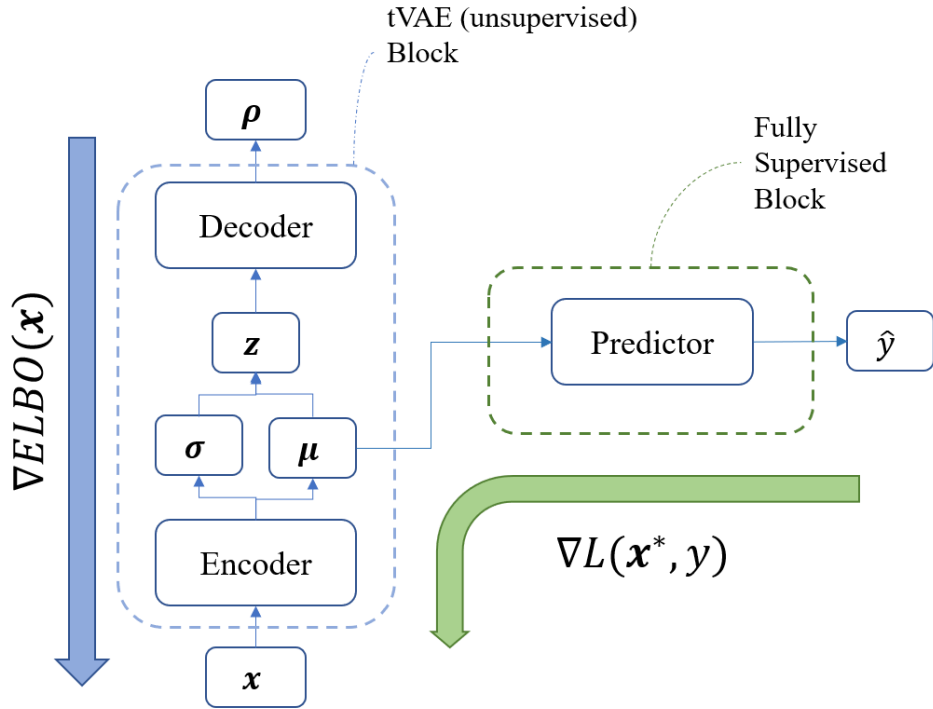 tVAE (unsupervised)
Block
ρ
Fully
Supervised
Block
Decoder
∇ELBO(x)
z
Predictor
ŷ
σ
μ
∇L(x*, y)
Encoder
x